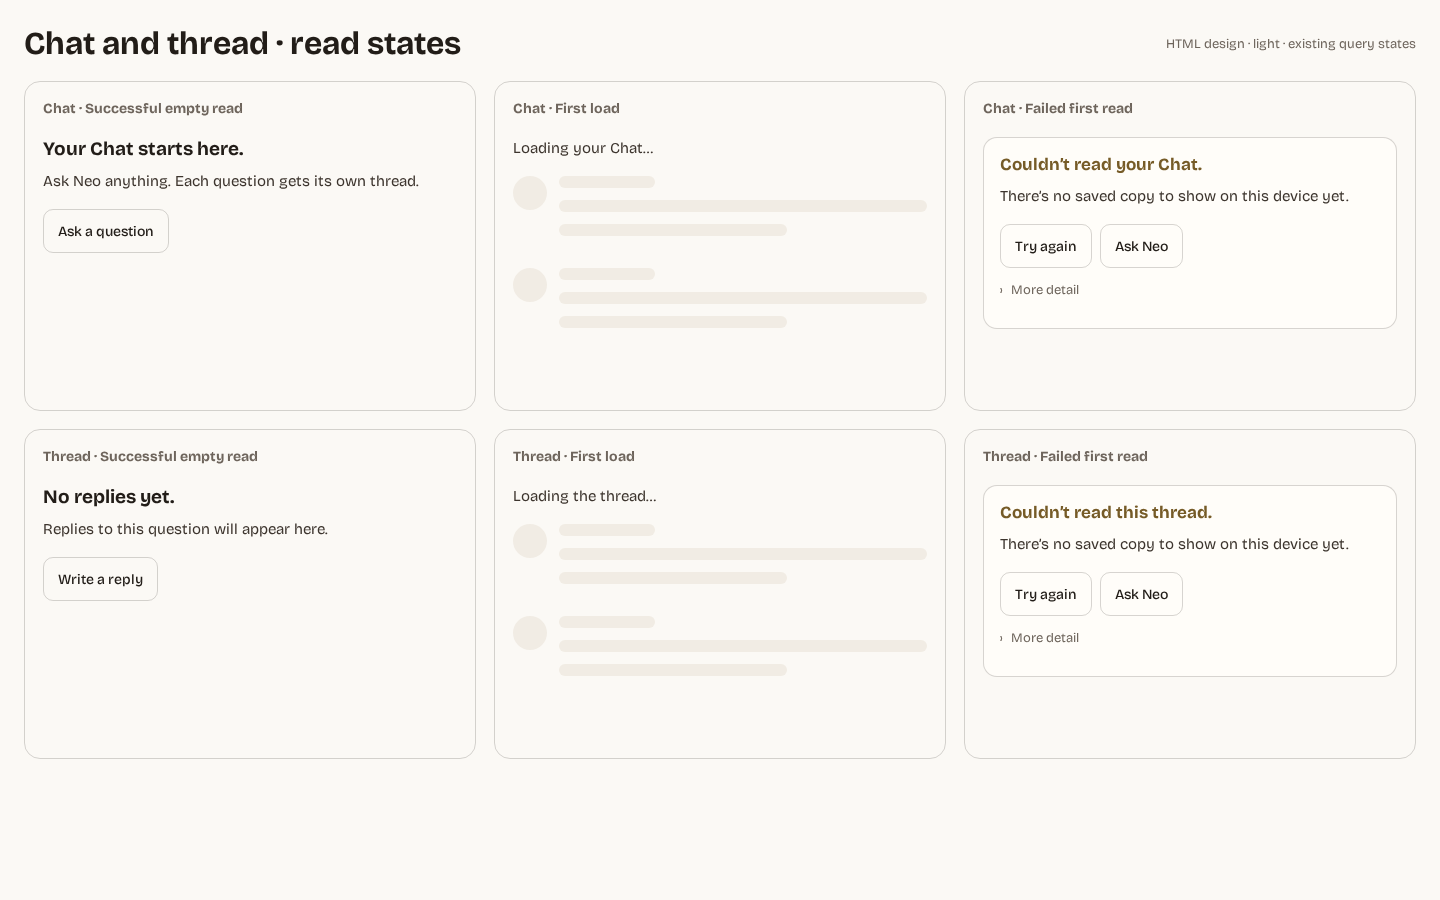 Chat and thread · read states
HTML design · light · existing query states
Chat · Successful empty read
Your Chat starts here.
Ask Neo anything. Each question gets its own thread.
Ask a question
Chat · First load
Loading your Chat…
Chat · Failed first read
Couldn’t read your Chat.
There’s no saved copy to show on this device yet.
Try again
Ask Neo
› More detail
Thread · Successful empty read
No replies yet.
Replies to this question will appear here.
Write a reply
Thread · First load
Loading the thread…
Thread · Failed first read
Couldn’t read this thread.
There’s no saved copy to show on this device yet.
Try again
Ask Neo
› More detail